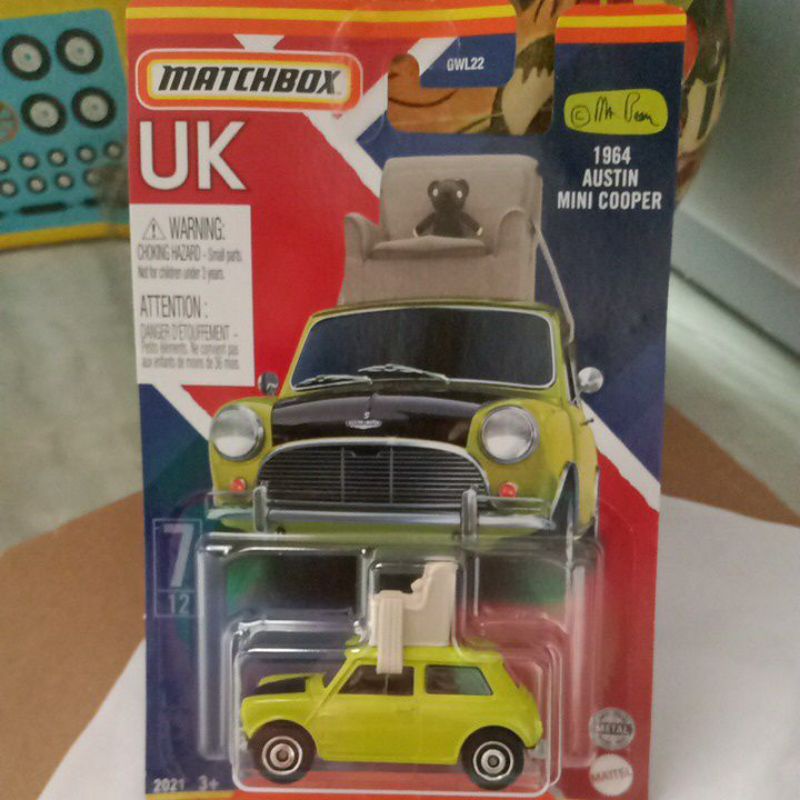 MATCHBOX
GWL22
UK
© Mr. Bean
1964
AUSTIN
MINI COOPER
WARNING:
CHOKING HAZARD - Small parts.
Not for children under 3 years.
ATTENTION :
DANGER D'ÉTOUFFEMENT -
Petits éléments. Ne convient pas
aux enfants de moins de 36 mois.
7
12
METAL
MATTEL
2021 3+